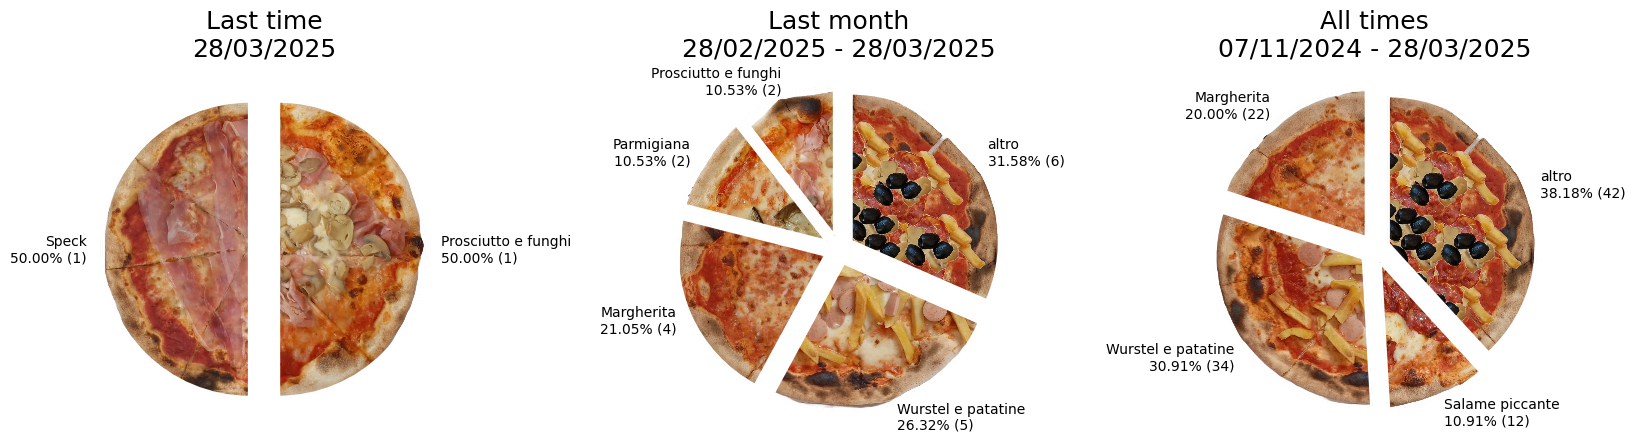 Last time
28/03/2025
Speck
50.00% (1)
Prosciutto e funghi
50.00% (1)
Last month
28/02/2025 - 28/03/2025
Prosciutto e funghi
10.53% (2)
Parmigiana
10.53% (2)
Margherita
21.05% (4)
Wurstel e patatine
26.32% (5)
altro
31.58% (6)
All times
07/11/2024 - 28/03/2025
Margherita
20.00% (22)
Wurstel e patatine
30.91% (34)
Salame piccante
10.91% (12)
altro
38.18% (42)